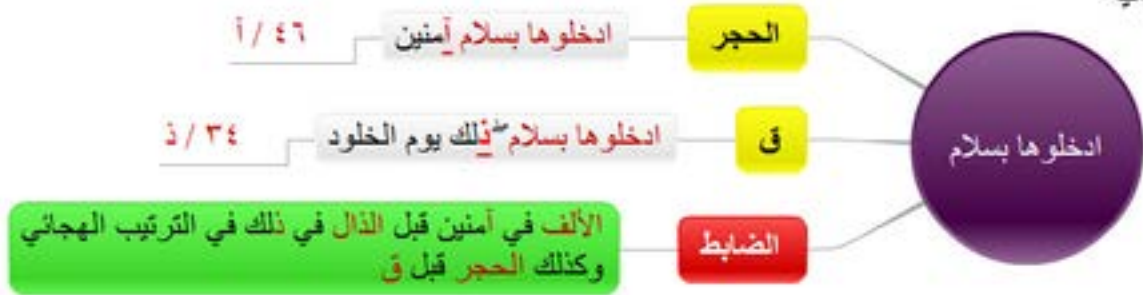 ادخلوها بسلام
الحجر
ادخلوها بسلام آمنين
٤٦ / أ
ق
ادخلوها بسلام ۖ ذلك يوم الخلود
٣٤ / ذ
الضابط
الألف في آمنين قبل الذال في ذلك في الترتيب الهجائي
وكذلك الحجر قبل ق